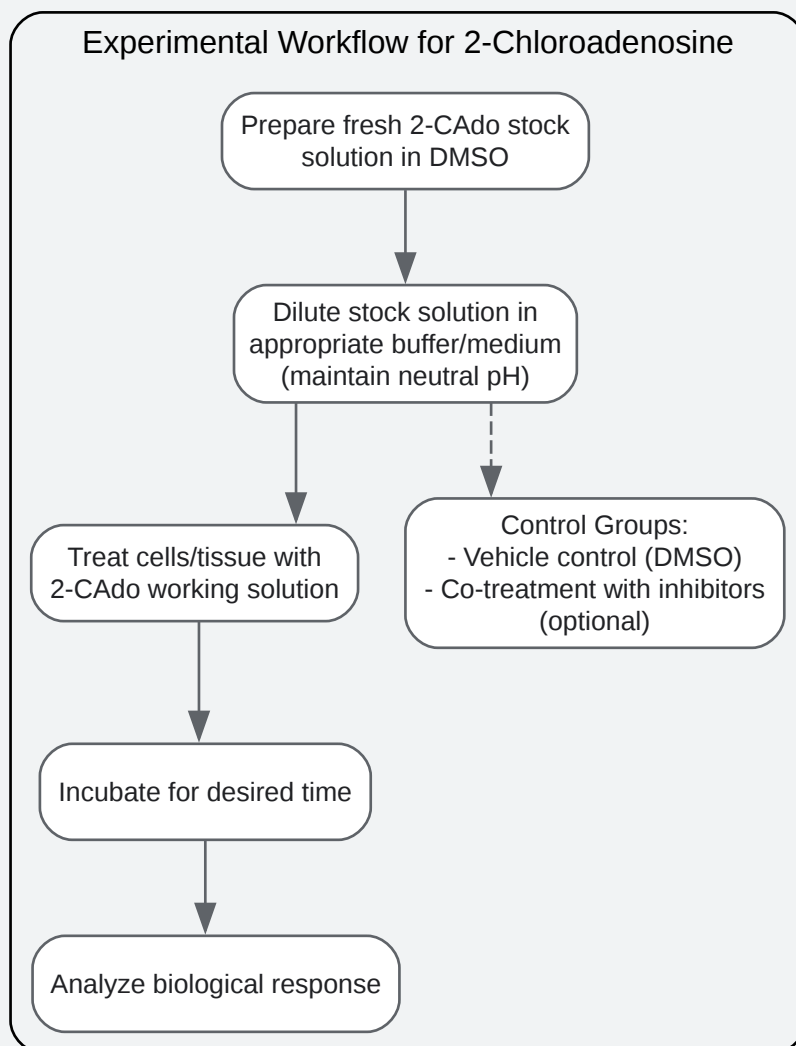 Experimental Workflow for 2-Chloroadenosine
Prepare fresh 2-CAdo stock
solution in DMSO
Dilute stock solution in
appropriate buffer/medium
(maintain neutral pH)
Treat cells/tissue with
2-CAdo working solution
Control Groups:
- Vehicle control (DMSO)
- Co-treatment with inhibitors
(optional)
Incubate for desired time
Analyze biological response